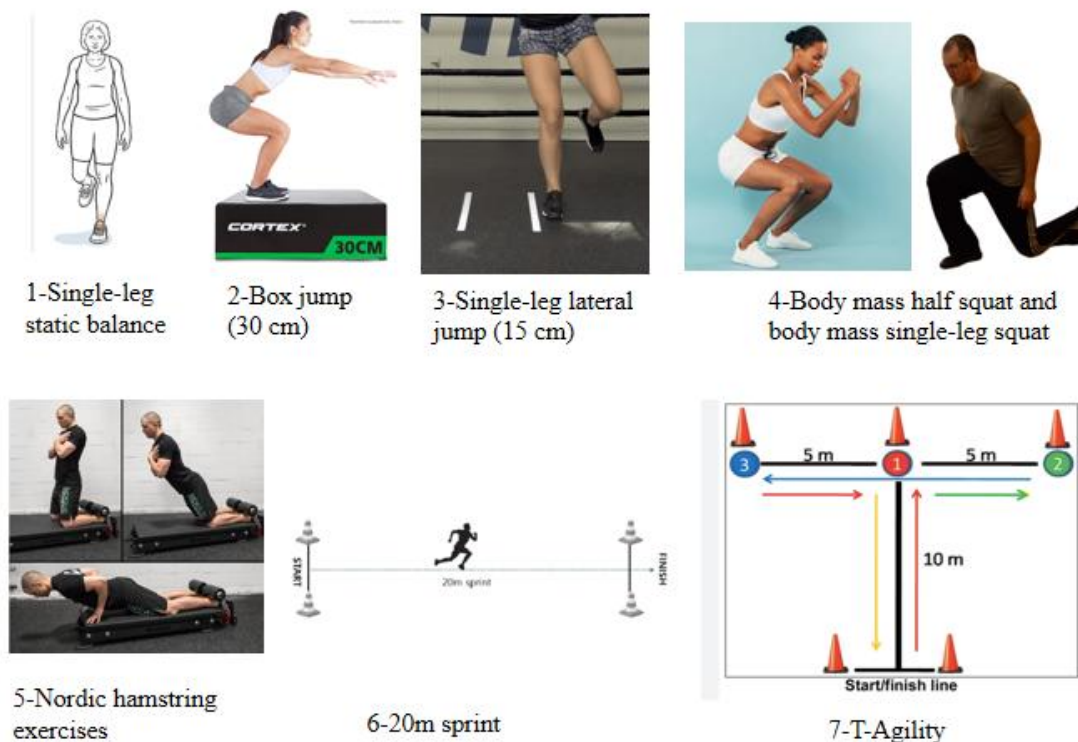 CORTEX®
30CM
1-Single-leg
static balance
2-Box jump
(30 cm)
3-Single-leg lateral
jump (15 cm)
4-Body mass half squat and
body mass single-leg squat
5-Nordic hamstring
exercises
START
20m sprint
FINISH
6-20m sprint
3
5 m
1
5 m
2
10 m
Start/finish line
7-T-Agility